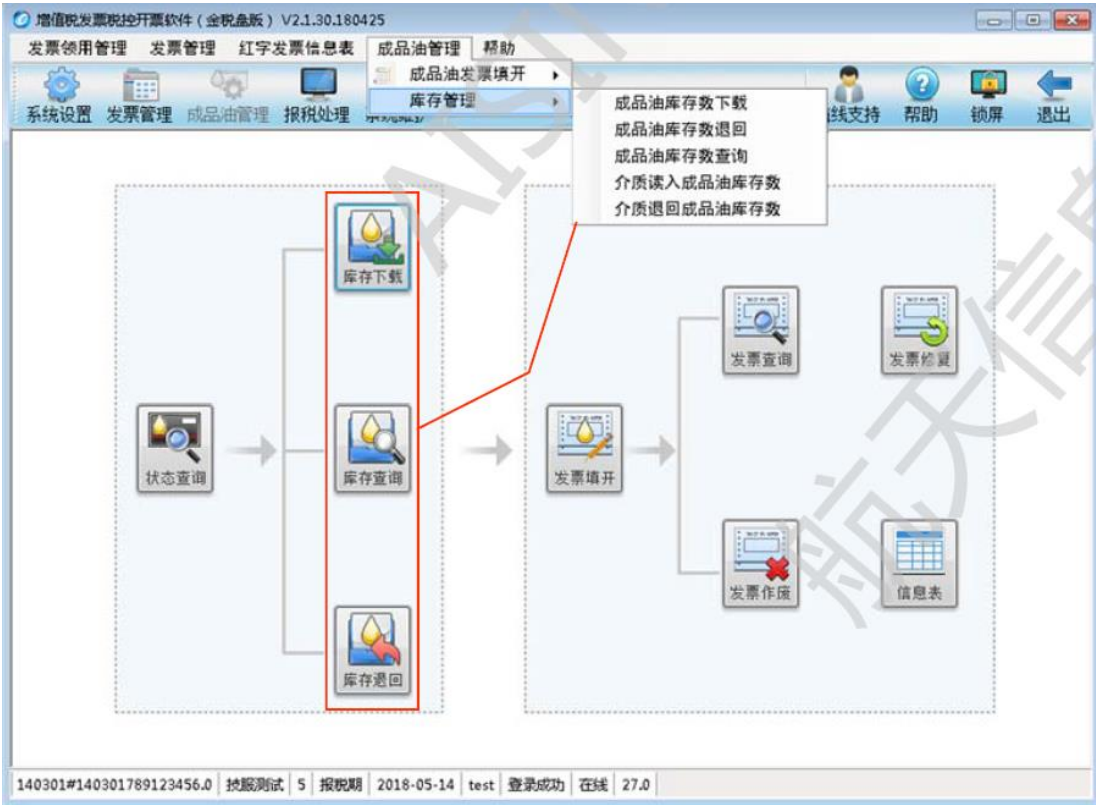 增值税发票税控开票软件(金税盘版) V2.1.30.180425
发票领用管理 发票管理 红字发票信息表 成品油管理 帮助
成品油发票填开
库存管理
成品油库存数下载
成品油库存数退回
成品油库存数查询
介质读入成品油库存数
介质退回成品油库存数
系统设置 发票管理 成品油管理 报税处理 线支持 帮助 锁屏 退出
库存下载
发票查询 发票修复
状态查询 库存查询 发票填开
发票作废 信息表
库存退回
140301#140301789123456.0 技服测试 5 报税期 2018-05-14 test 登录成功 在线 27.0
AISIN
航天信息